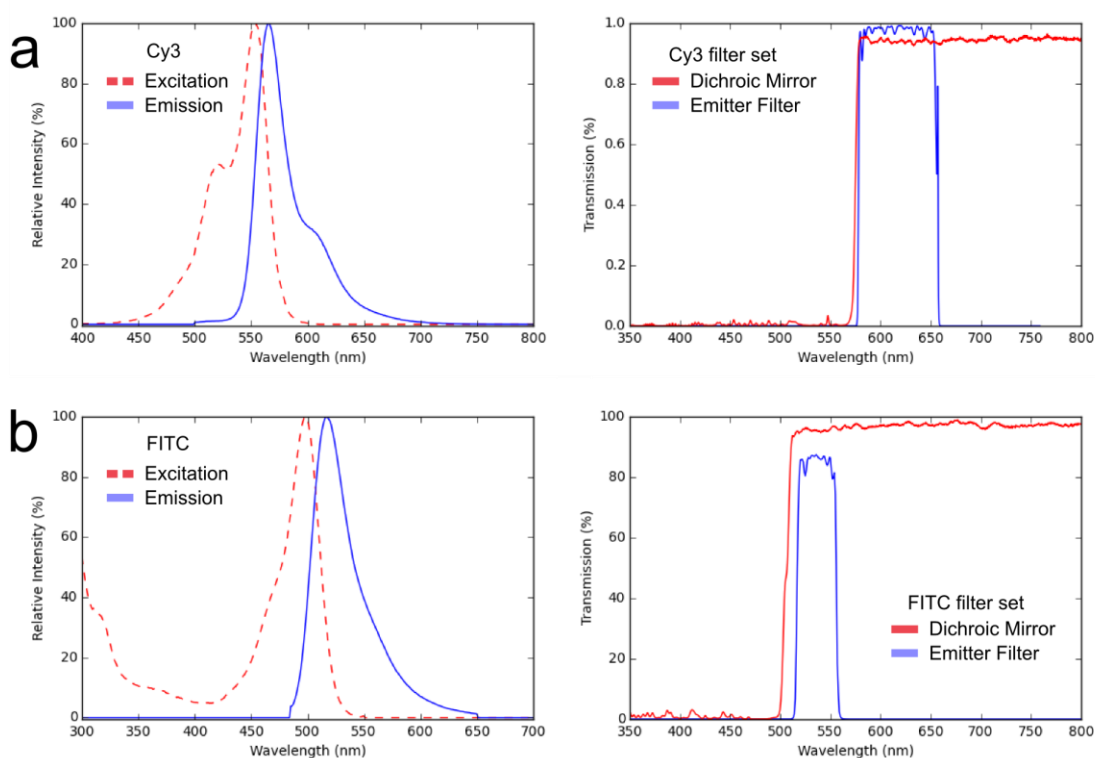 a
Cy3
Excitation
Emission
Relative Intensity (%)
100
80
60
40
20
0
400 450 500 550 600 650 700 750 800
Wavelength (nm)
Cy3 filter set
Dichroic Mirror
Emitter Filter
Transmission (%)
1.0
0.8
0.6
0.4
0.2
0.0
350 400 450 500 550 600 650 700 750 800
Wavelength (nm)
b
FITC
Excitation
Emission
Relative Intensity (%)
100
80
60
40
20
0
300 350 400 450 500 550 600 650 700
Wavelength (nm)
FITC filter set
Dichroic Mirror
Emitter Filter
Transmission (%)
100
80
60
40
20
0
350 400 450 500 550 600 650 700 750 800
Wavelength (nm)